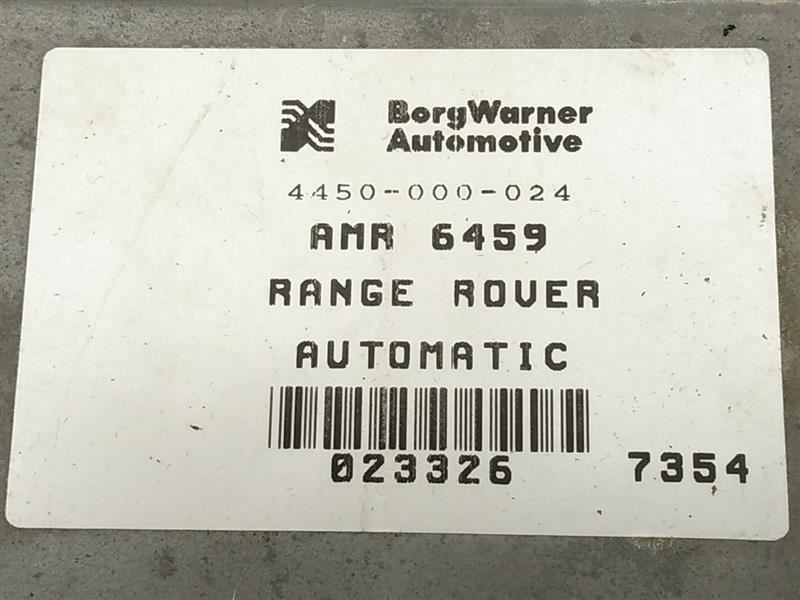 BorgWarner
Automotive
4450-000-024
AMR 6459
RANGE ROVER
AUTOMATIC
023326 7354